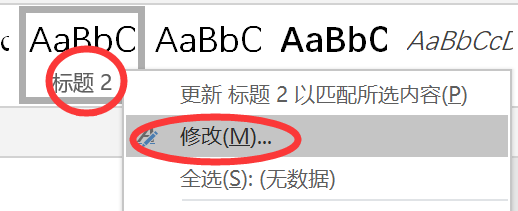 AaBbC AaBbC AaBbC AaBbCcD
标题 2
更新 标题 2 以匹配所选内容(P)
修改(M)...
全选(S): (无数据)